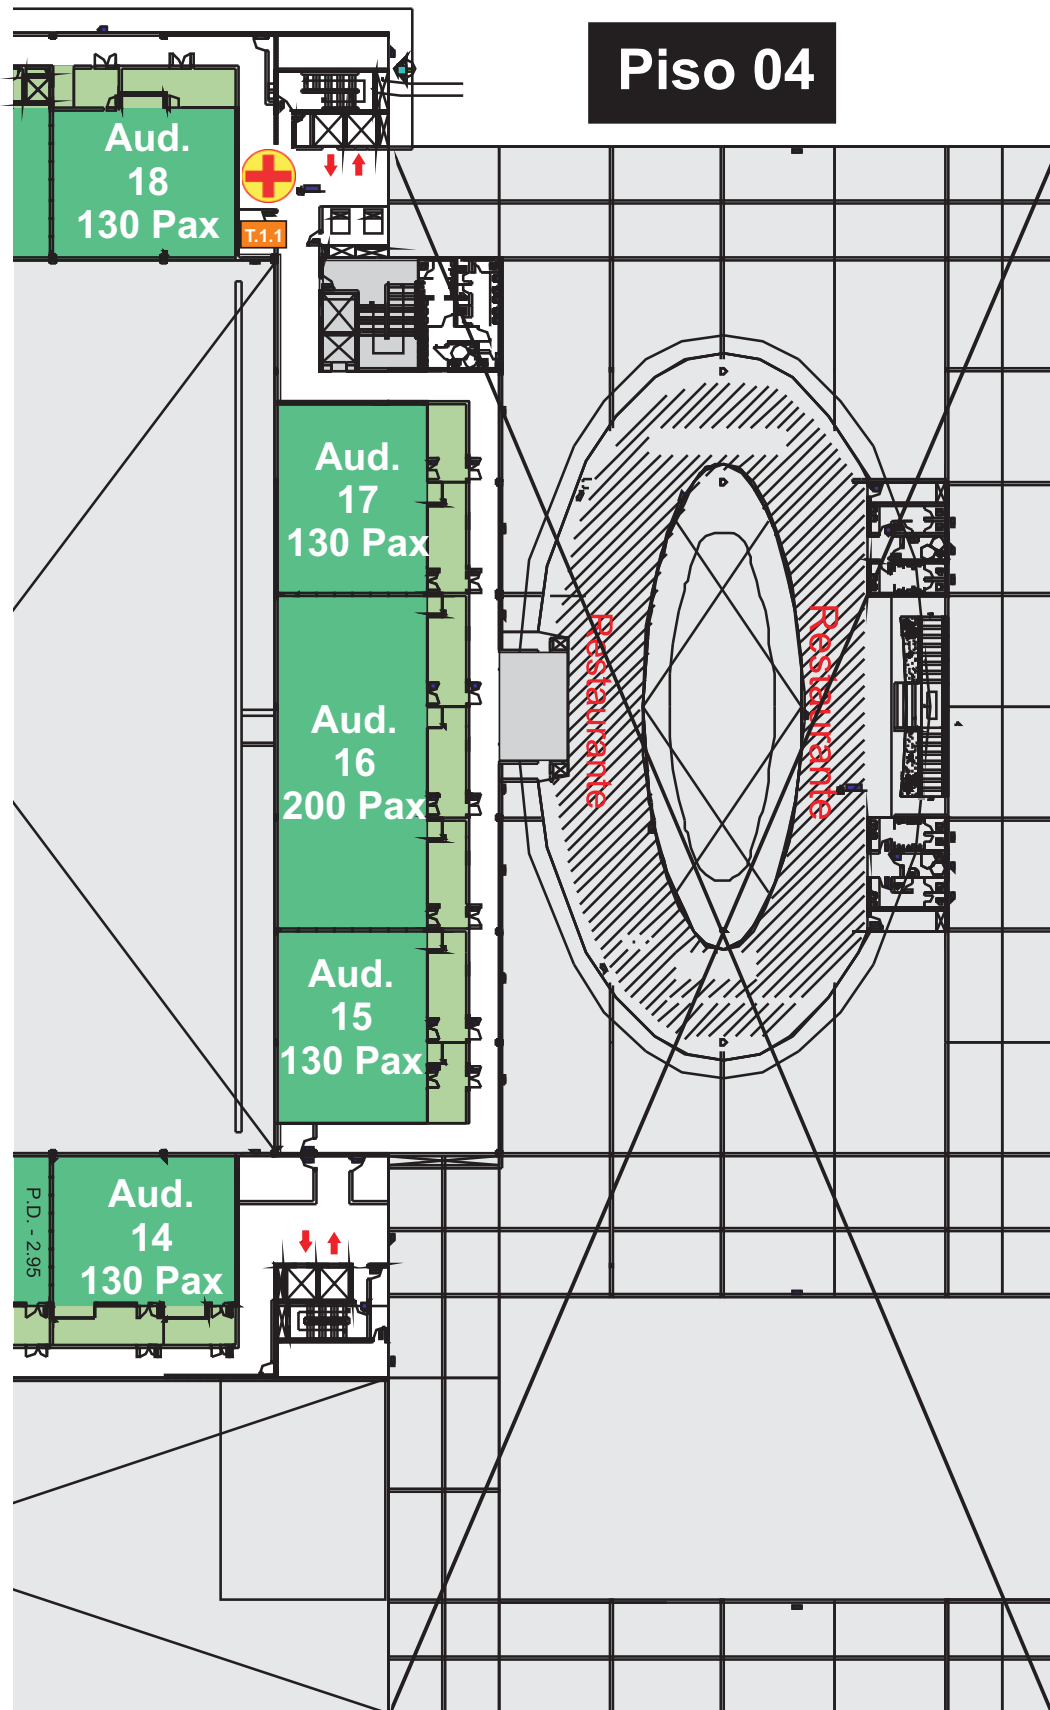 Piso 04
Aud.
18
130 Pax
T.1.1
Aud.
17
130 Pax
Restaurante
Restaurante
Aud.
16
200 Pax
Aud.
15
130 Pax
P.D. - 2.95
Aud.
14
130 Pax